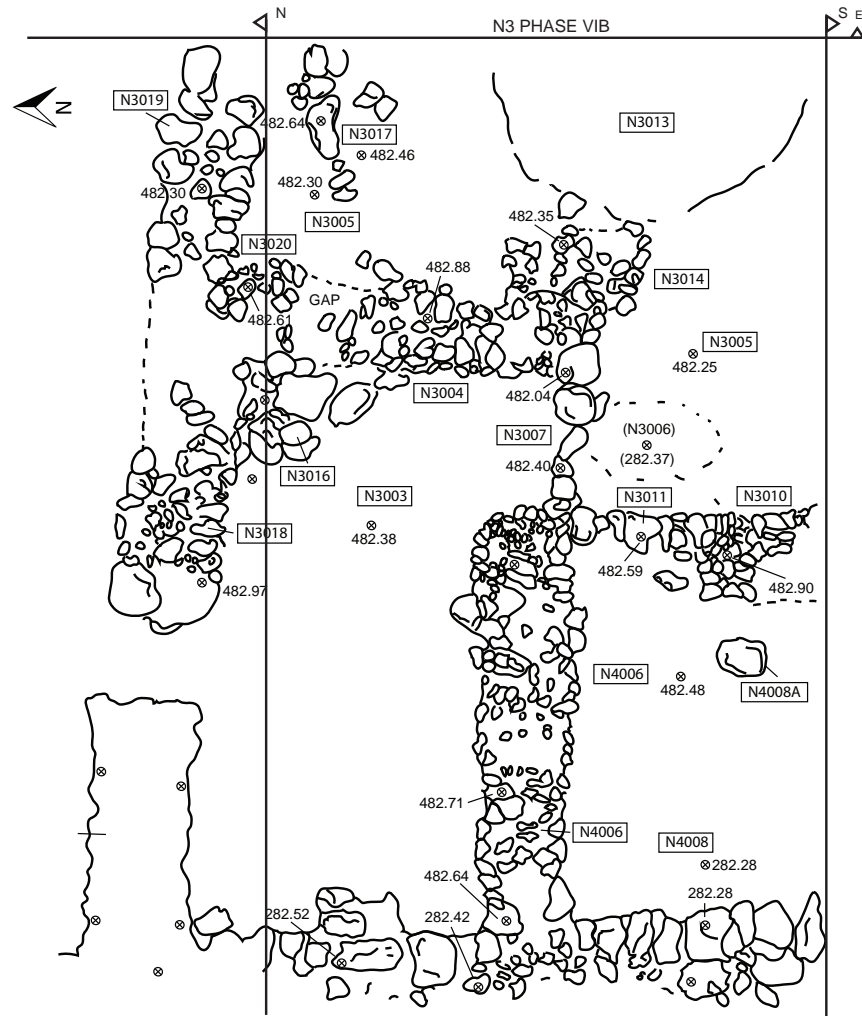 N
S
E
N3 PHASE VIB
N
N3019
482.64
N3017
N3013
482.46
482.30
482.30
N3005
482.35
N3020
482.88
N3014
GAP
482.61
N3005
482.25
N3004
482.04
N3007
(N3006)
(282.37)
482.40
N3016
N3003
N3011
N3010
N3018
482.38
482.59
482.90
482.97
N4006
482.48
N4008A
482.71
N4006
N4008
282.28
482.64
282.52
282.42
282.28